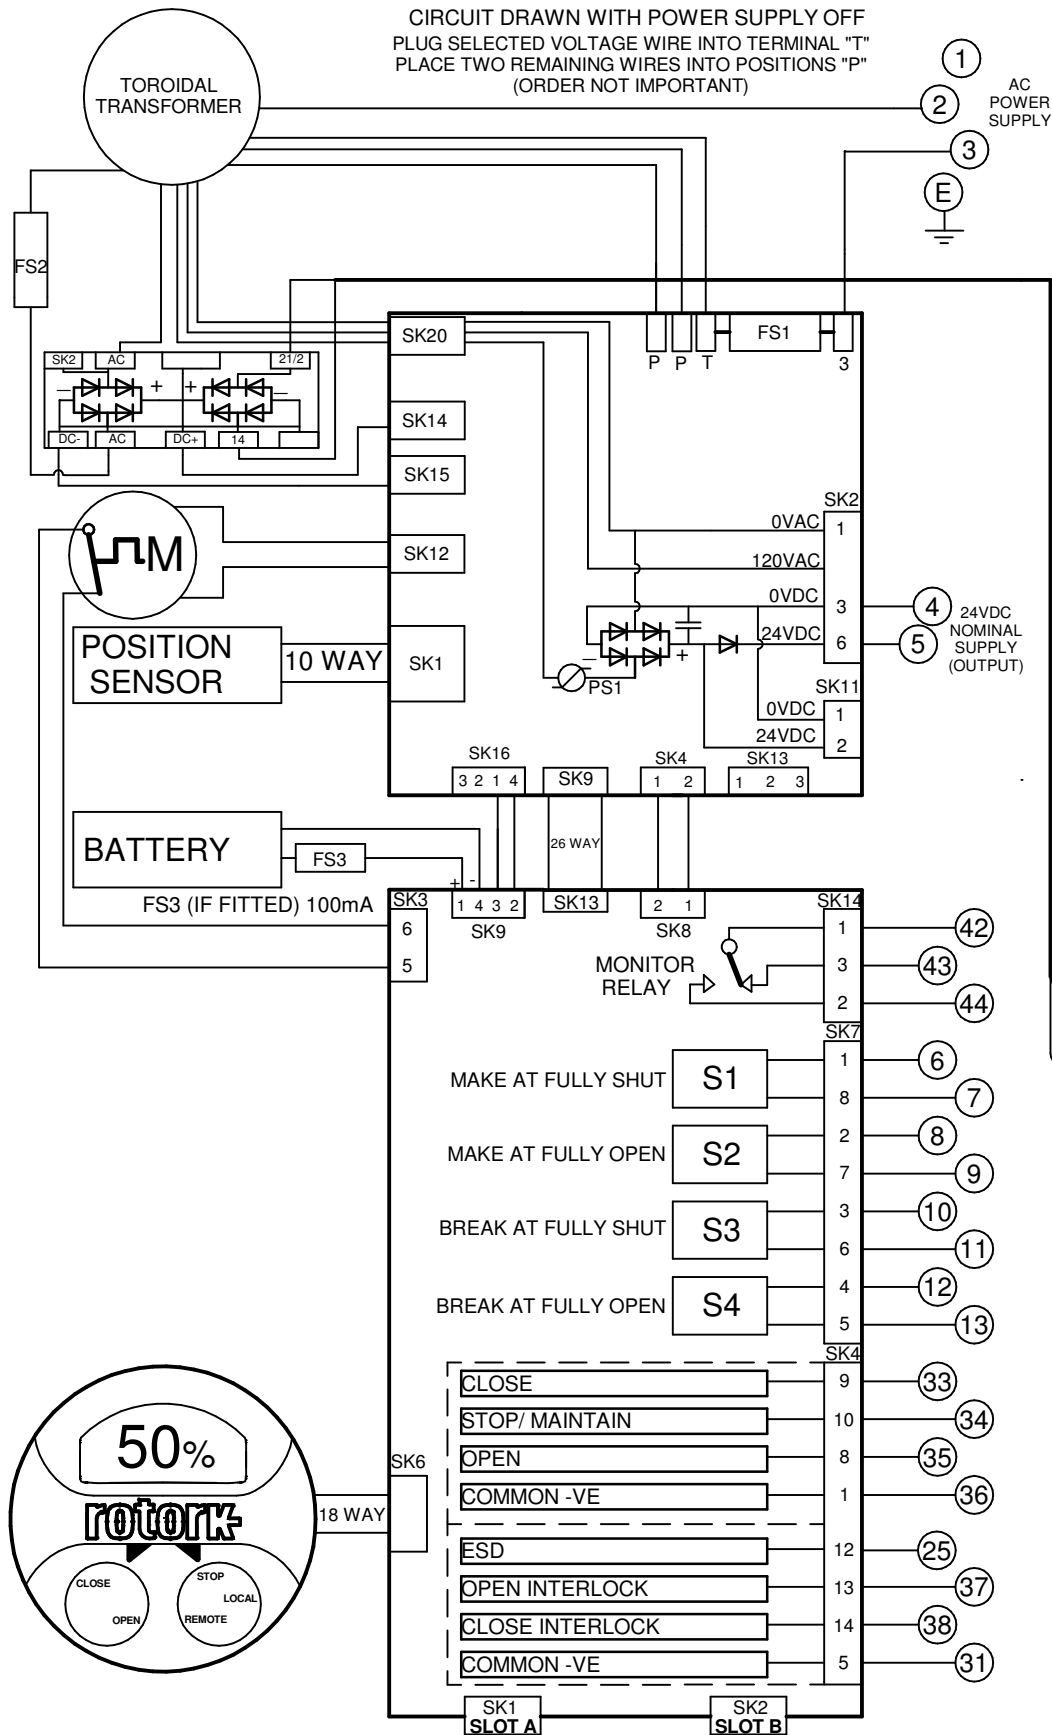 CIRCUIT DRAWN WITH POWER SUPPLY OFF
PLUG SELECTED VOLTAGE WIRE INTO TERMINAL "T"
PLACE TWO REMAINING WIRES INTO POSITIONS "P"
(ORDER NOT IMPORTANT)
TOROIDAL
TRANSFORMER
1
2
3
E
AC
POWER
SUPPLY
FS2
SK2
AC
21/2
− + + −
DC-
AC
DC+
14
SK20
P P T
FS1
3
SK14
SK15
M
SK12
SK2
0VAC 1
120VAC
0VDC 3
24VDC 6
4
5
24VDC
NOMINAL
SUPPLY
(OUTPUT)
− +
PS1
POSITION
SENSOR
10 WAY
SK1
SK11
0VDC 1
24VDC 2
SK16
3 2 1 4
SK9
SK4
1 2
SK13
1 2 3
26 WAY
BATTERY
FS3
+ -
FS3 (IF FITTED) 100mA
SK3
6
5
1 4 3 2
SK9
SK13
2 1
SK8
SK14
MONITOR
RELAY
1 42
3 43
2 44
SK7
MAKE AT FULLY SHUT S1
1 6
8 7
MAKE AT FULLY OPEN S2
2 8
7 9
BREAK AT FULLY SHUT S3
3 10
6 11
BREAK AT FULLY OPEN S4
4 12
5 13
SK4
CLOSE 9 33
STOP/ MAINTAIN 10 34
OPEN 8 35
COMMON -VE 1 36
ESD 12 25
OPEN INTERLOCK 13 37
CLOSE INTERLOCK 14 38
COMMON -VE 5 31
50%
rotork
CLOSE
OPEN
STOP
LOCAL
REMOTE
18 WAY
SK6
SK1
SLOT A
SK2
SLOT B